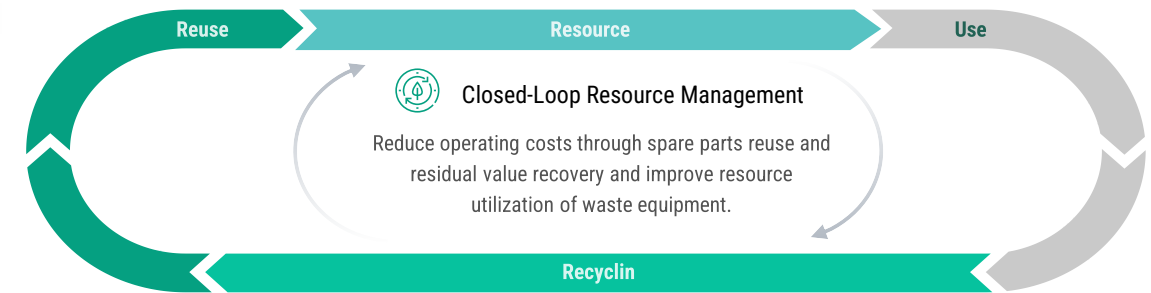 Reuse
Resource
Use
Closed-Loop Resource Management
Reduce operating costs through spare parts reuse and
residual value recovery and improve resource
utilization of waste equipment.
Recyclin